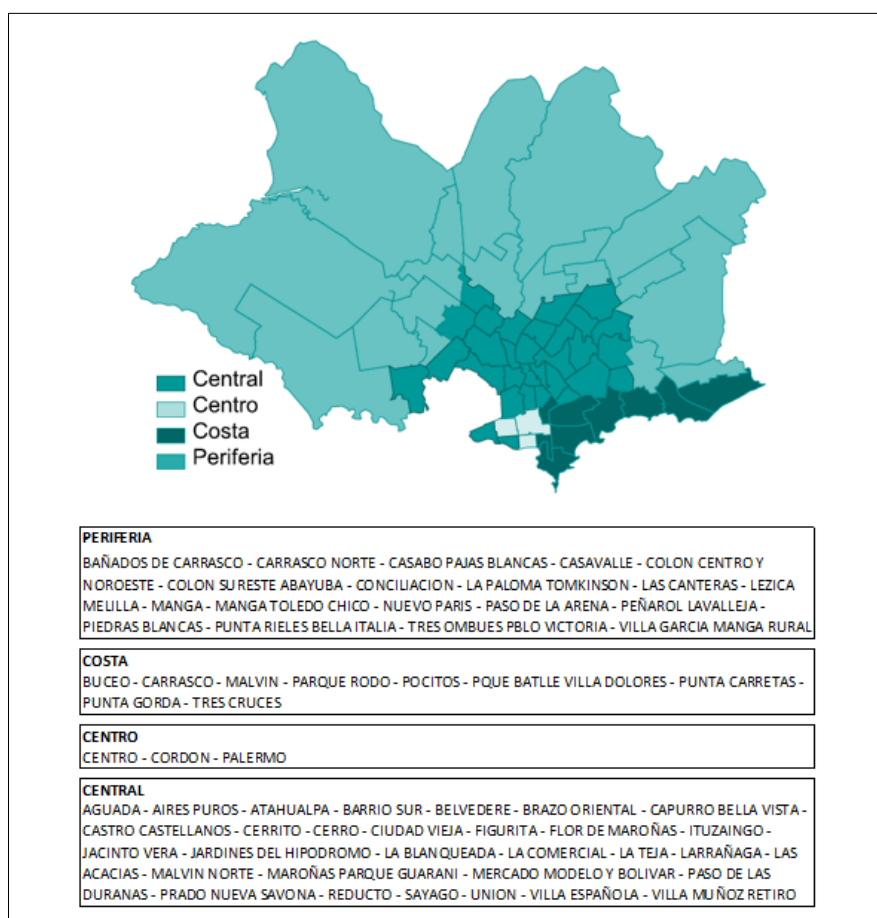 Central
Centro
Costa
Periferia
PERIFERIA
BAÑADOS DE CARRASCO - CARRASCO NORTE - CASABO PAJAS BLANCAS - CASAVALLE - COLON CENTRO Y
NOROESTE - COLON SURESTE ABAYUBA - CONCILIACION - LA PALOMA TOMKINSON - LAS CANTERAS - LEZICA
MELILLA - MANGA - MANGA TOLEDO CHICO - NUEVO PARIS - PASO DE LA ARENA - PEÑAROL LAVALLEJA -
PIEDRAS BLANCAS - PUNTA RIELES BELLA ITALIA - TRES OMBUES PBLO VICTORIA - VILLA GARCIA MANGA RURAL
COSTA
BUCEO - CARRASCO - MALVIN - PARQUE RODO - POCITOS - PQUE BATLLE VILLA DOLORES - PUNTA CARRETAS -
PUNTA GORDA - TRES CRUCES
CENTRO
CENTRO - CORDON - PALERMO
CENTRAL
AGUADA - AIRES PUROS - ATAHUALPA - BARRIO SUR - BELVEDERE - BRAZO ORIENTAL - CAPURRO BELLA VISTA -
CASTRO CASTELLANOS - CERRITO - CERRO - CIUDAD VIEJA - FIGURITA - FLOR DE MAROÑAS - ITUZAINGO -
JACINTO VERA - JARDINES DEL HIPODROMO - LA BLANQUEADA - LA COMERCIAL - LA TEJA - LARRAÑAGA - LAS
ACACIAS - MALVIN NORTE - MAROÑAS PARQUE GUARANI - MERCADO MODELO Y BOLIVAR - PASO DE LAS
DURANAS - PRADO NUEVA SAVONA - REDUCTO - SAYAGO - UNION - VILLA ESPAÑOLA - VILLA MUÑOZ RETIRO